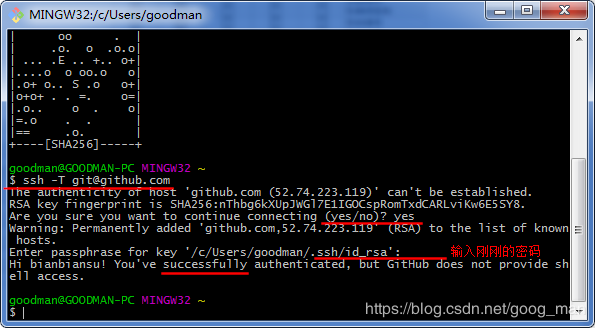 MINGW32:/c/Users/goodman
|      oo      .  |
|     .o.  o  .o.o|
| ... .E .. +.. o+|
|....o  o oo.o   o|
|.o+ o.. S .o   o+|
|o+o+ . . =.    o=|
|.o..    o  .    o|
|=.o    .  .      |
|==     .o.       |
+----[SHA256]-----+
goodman@GOODMAN-PC MINGW32 ~
$ ssh -T git@github.com
The authenticity of host 'github.com (52.74.223.119)' can't be established.
RSA key fingerprint is SHA256:nThbg6kXUpJWGl7E1IGOCspRomTxdCARLviKw6E5SY8.
Are you sure you want to continue connecting (yes/no)? yes
Warning: Permanently added 'github.com,52.74.223.119' (RSA) to the list of known
 hosts.
Enter passphrase for key '/c/Users/goodman/.ssh/id_rsa': 输入刚刚的密码
Hi bianbiansu! You've successfully authenticated, but GitHub does not provide sh
ell access.
goodman@GOODMAN-PC MINGW32 ~
$
https://blog.csdn.net/goog_man